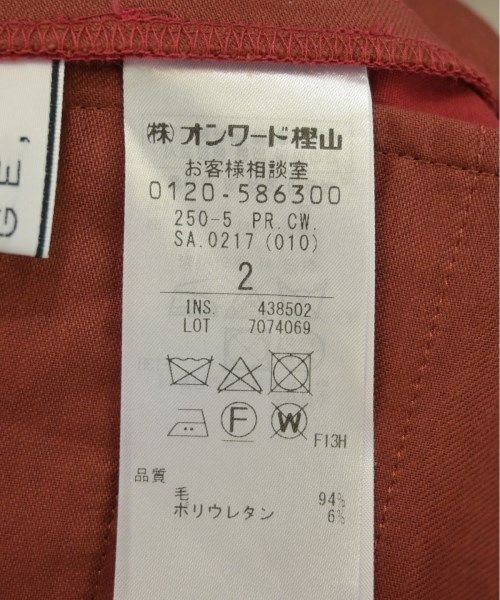 ㈱オンワード樫山
お客様相談室
0120-586300
250-5 PR.CW.
SA.0217 (010)
2
INS. 438502
LOT 7074069
F
W
F13H
品質
毛 94%
ポリウレタン 6%
GE,